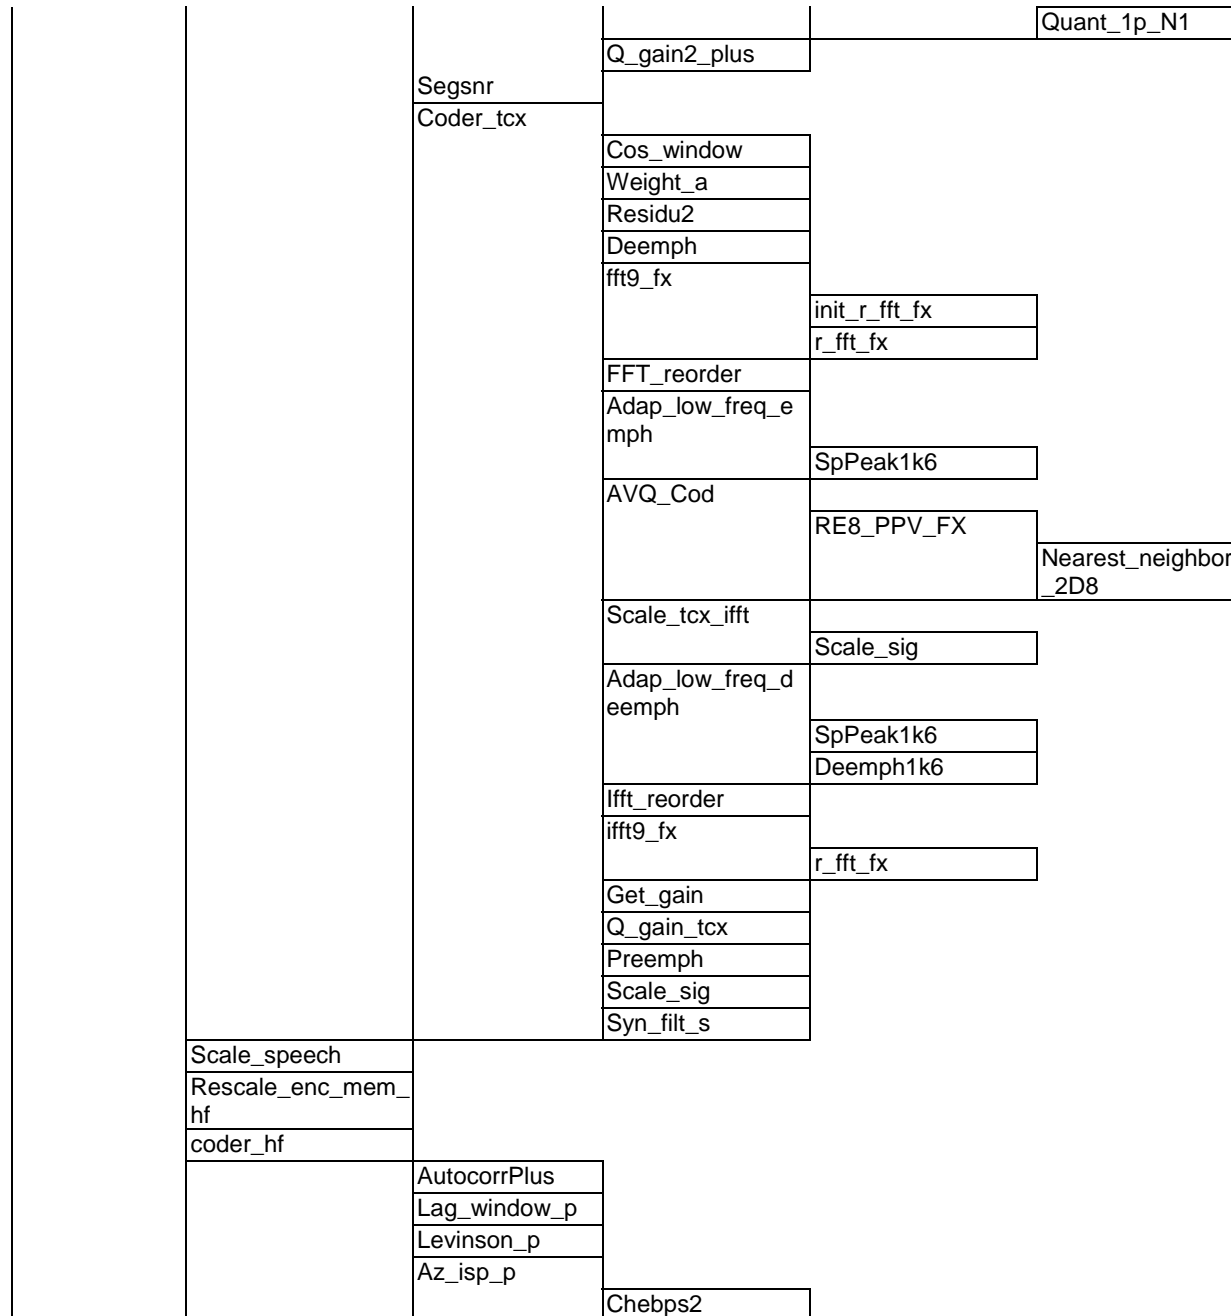 Quant_1p_N1
Q_gain2_plus
Segsnr
Coder_tcx
Cos_window
Weight_a
Residu2
Deemph
fft9_fx
init_r_fft_fx
r_fft_fx
FFT_reorder
Adap_low_freq_e
mph
SpPeak1k6
AVQ_Cod
RE8_PPV_FX
Nearest_neighbor
_2D8
Scale_tcx_ifft
Scale_sig
Adap_low_freq_d
eemph
SpPeak1k6
Deemph1k6
Ifft_reorder
ifft9_fx
r_fft_fx
Get_gain
Q_gain_tcx
Preemph
Scale_sig
Syn_filt_s
Scale_speech
Rescale_enc_mem_
hf
coder_hf
AutocorrPlus
Lag_window_p
Levinson_p
Az_isp_p
Chebps2